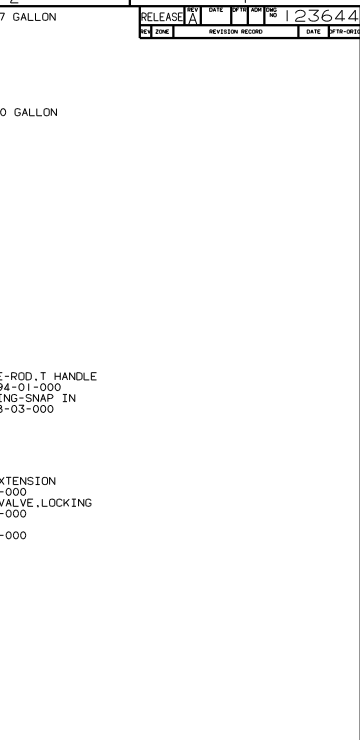 7 GALLON
RELEASE REV A DATE DFTR ADM DWG NO 123644
REV ZONE REVISION RECORD DATE DFTR-ORIG
0 GALLON
E-ROD,T HANDLE
94-01-000
ING-SNAP IN
3-03-000
XTENSION
-000
VALVE,LOCKING
-000
-000